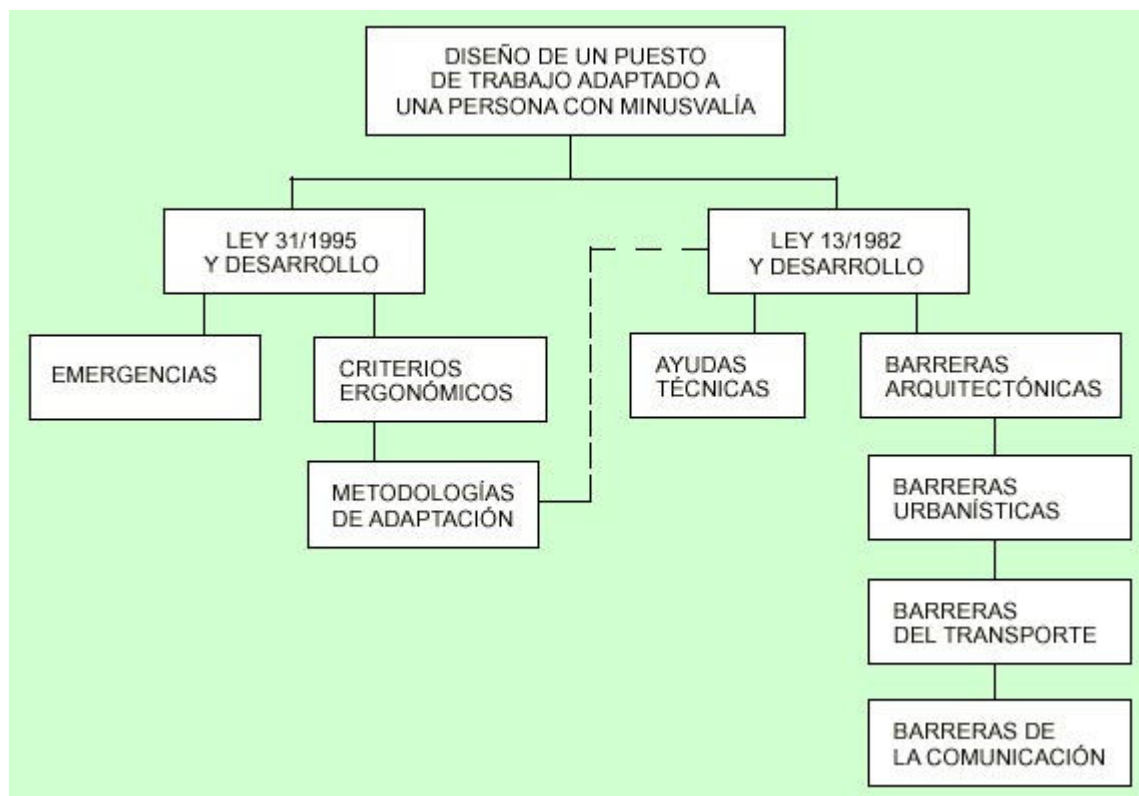 DISEÑO DE UN PUESTO
DE TRABAJO ADAPTADO A
UNA PERSONA CON MINUSVALÍA
LEY 31/1995
Y DESARROLLO
LEY 13/1982
Y DESARROLLO
EMERGENCIAS
CRITERIOS
ERGONÓMICOS
AYUDAS
TÉCNICAS
BARRERAS
ARQUITECTÓNICAS
METODOLOGÍAS
DE ADAPTACIÓN
BARRERAS
URBANÍSTICAS
BARRERAS
DEL TRANSPORTE
BARRERAS DE
LA COMUNICACIÓN